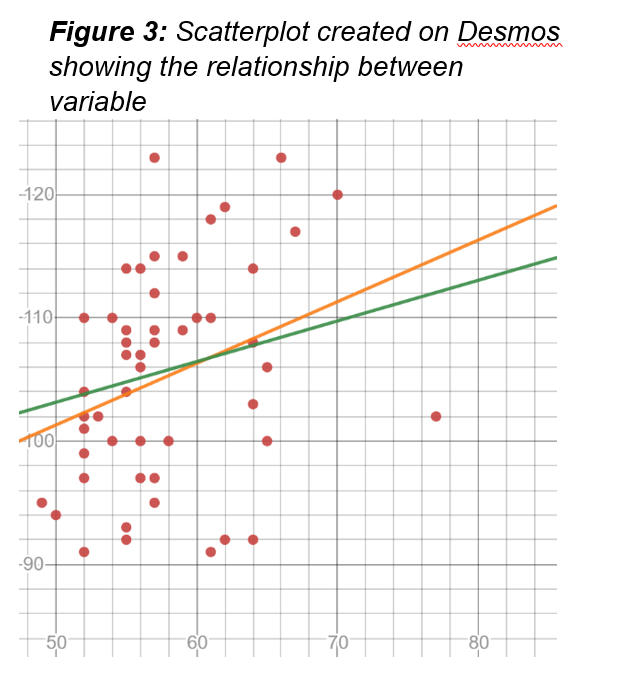 Figure 3: Scatterplot created on Desmos
showing the relationship between
variable
120
110
100
90
50 60 70 80